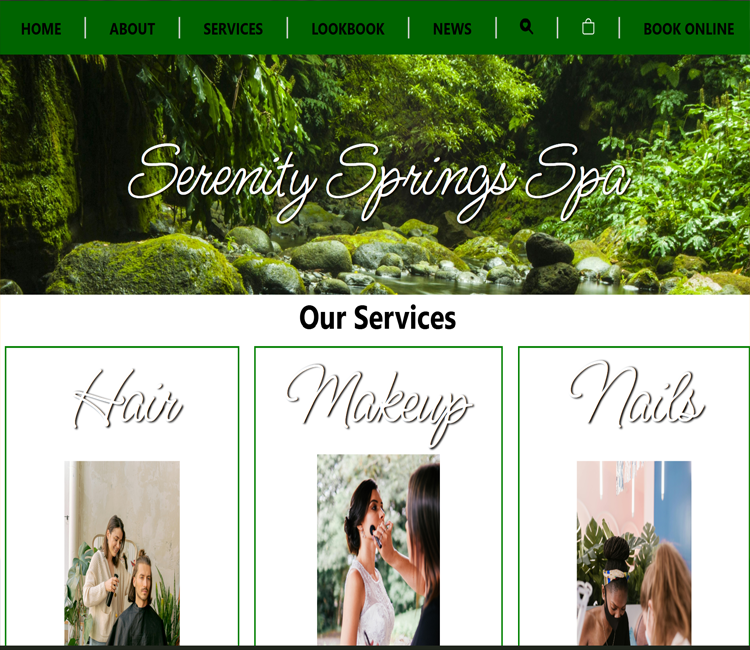 HOME ABOUT SERVICES LOOKBOOK NEWS BOOK ONLINE
Serenity Springs Spa
Our Services
Hair Makeup Nails